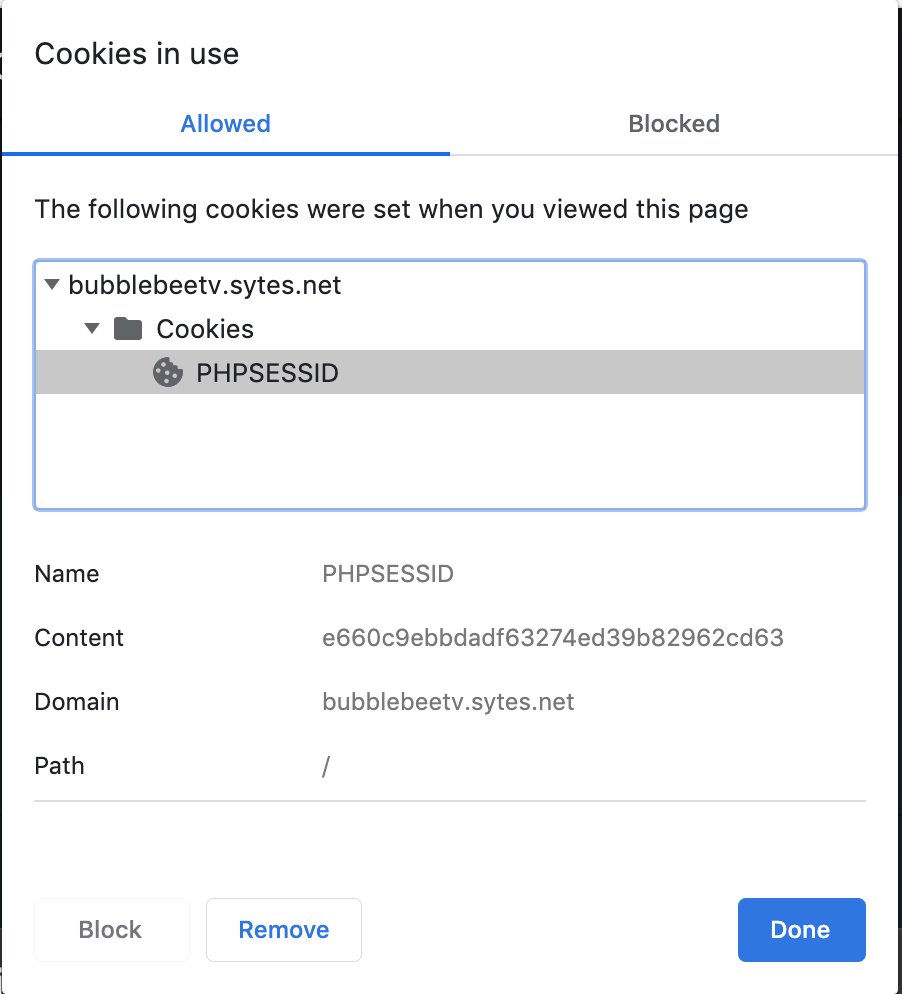 Cookies in use
Allowed Blocked
The following cookies were set when you viewed this page
bubblebeetv.sytes.net
Cookies
PHPSESSID
Name PHPSESSID
Content e660c9ebbdadf63274ed39b82962cd63
Domain bubblebeetv.sytes.net
Path /
Block Remove Done